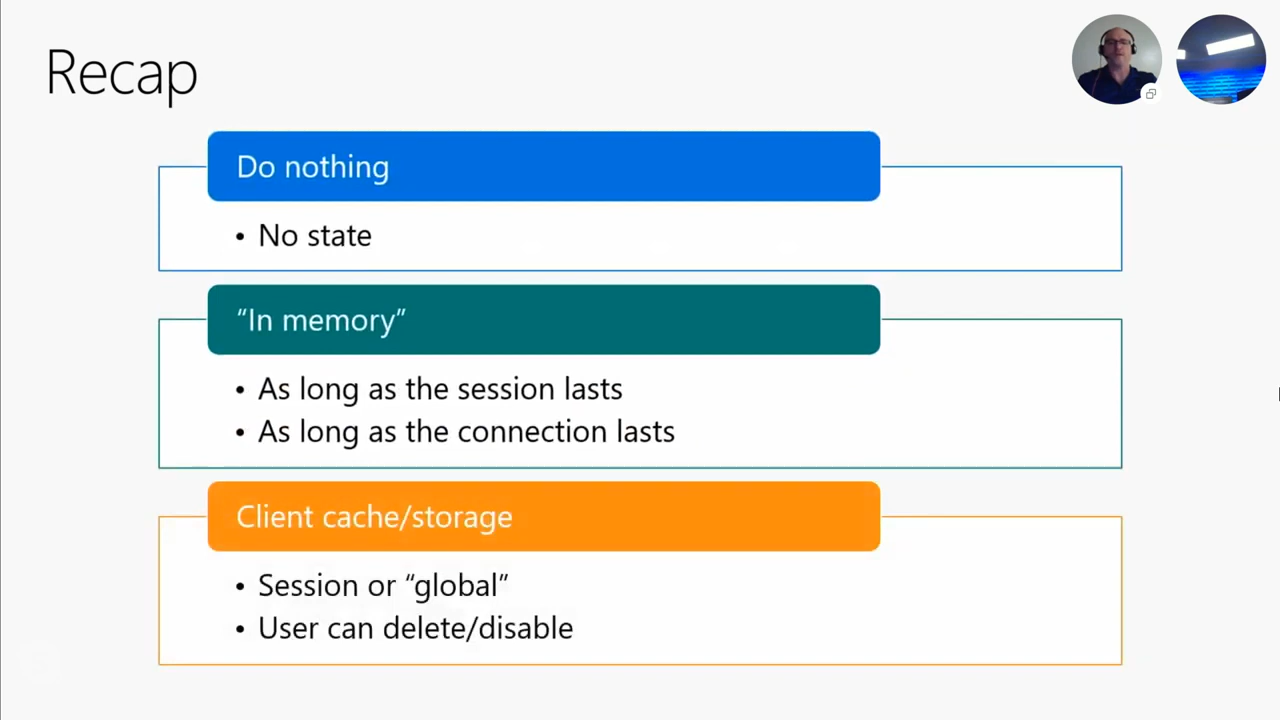 Recap
Do nothing
• No state
“In memory”
• As long as the session lasts
• As long as the connection lasts
Client cache/storage
• Session or “global”
• User can delete/disable